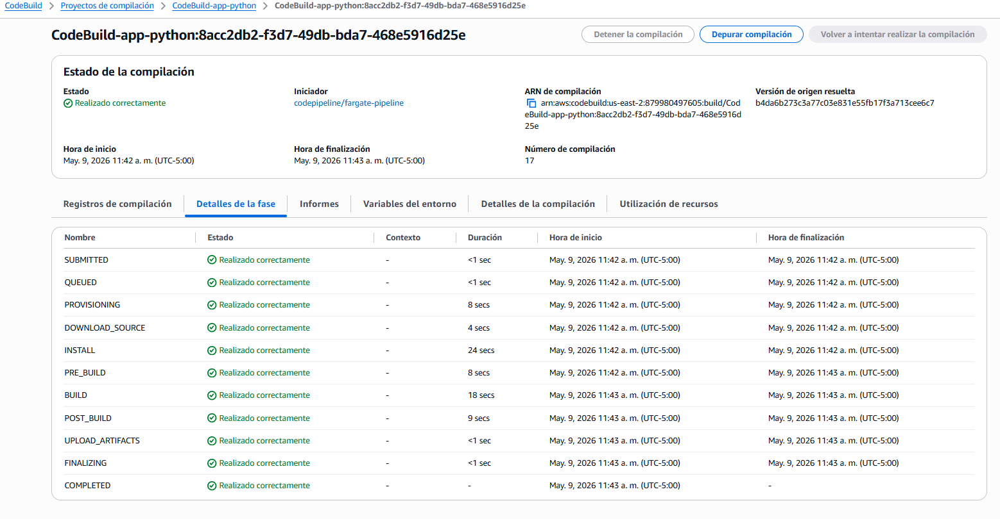 CodeBuild > Proyectos de compilación > CodeBuild-app-python > CodeBuild-app-python:8acc2db2-f3d7-49db-bda7-468e5916d25e
CodeBuild-app-python:8acc2db2-f3d7-49db-bda7-468e5916d25e
Detener la compilación Depurar compilación Volver a intentar realizar la compilación
Estado de la compilación
Estado Iniciador ARN de compilación Versión de origen resuelta
Realizado correctamente codepipeline/fargate-pipeline arn:aws:codebuild:us-east-2:879980497605:build/Cod b4da6b273c3a77c03e831e55fb17f3a713cee6c7
eBuild-app-python:8acc2db2-f3d7-49db-bda7-468e5916d
25e
Hora de inicio Hora de finalización Número de compilación
May. 9, 2026 11:42 a. m. (UTC-5:00) May. 9, 2026 11:43 a. m. (UTC-5:00) 17
Registros de compilación Detalles de la fase Informes Variables del entorno Detalles de la compilación Utilización de recursos
Nombre Estado Contexto Duración Hora de inicio Hora de finalización
SUBMITTED Realizado correctamente - <1 sec May. 9, 2026 11:42 a. m. (UTC-5:00) May. 9, 2026 11:42 a. m. (UTC-5:00)
QUEUED Realizado correctamente - <1 sec May. 9, 2026 11:42 a. m. (UTC-5:00) May. 9, 2026 11:42 a. m. (UTC-5:00)
PROVISIONING Realizado correctamente - 8 secs May. 9, 2026 11:42 a. m. (UTC-5:00) May. 9, 2026 11:42 a. m. (UTC-5:00)
DOWNLOAD_SOURCE Realizado correctamente - 4 secs May. 9, 2026 11:42 a. m. (UTC-5:00) May. 9, 2026 11:42 a. m. (UTC-5:00)
INSTALL Realizado correctamente - 24 secs May. 9, 2026 11:42 a. m. (UTC-5:00) May. 9, 2026 11:42 a. m. (UTC-5:00)
PRE_BUILD Realizado correctamente - 8 secs May. 9, 2026 11:42 a. m. (UTC-5:00) May. 9, 2026 11:43 a. m. (UTC-5:00)
BUILD Realizado correctamente - 18 secs May. 9, 2026 11:43 a. m. (UTC-5:00) May. 9, 2026 11:43 a. m. (UTC-5:00)
POST_BUILD Realizado correctamente - 9 secs May. 9, 2026 11:43 a. m. (UTC-5:00) May. 9, 2026 11:43 a. m. (UTC-5:00)
UPLOAD_ARTIFACTS Realizado correctamente - <1 sec May. 9, 2026 11:43 a. m. (UTC-5:00) May. 9, 2026 11:43 a. m. (UTC-5:00)
FINALIZING Realizado correctamente - <1 sec May. 9, 2026 11:43 a. m. (UTC-5:00) May. 9, 2026 11:43 a. m. (UTC-5:00)
COMPLETED Realizado correctamente - - May. 9, 2026 11:43 a. m. (UTC-5:00) -